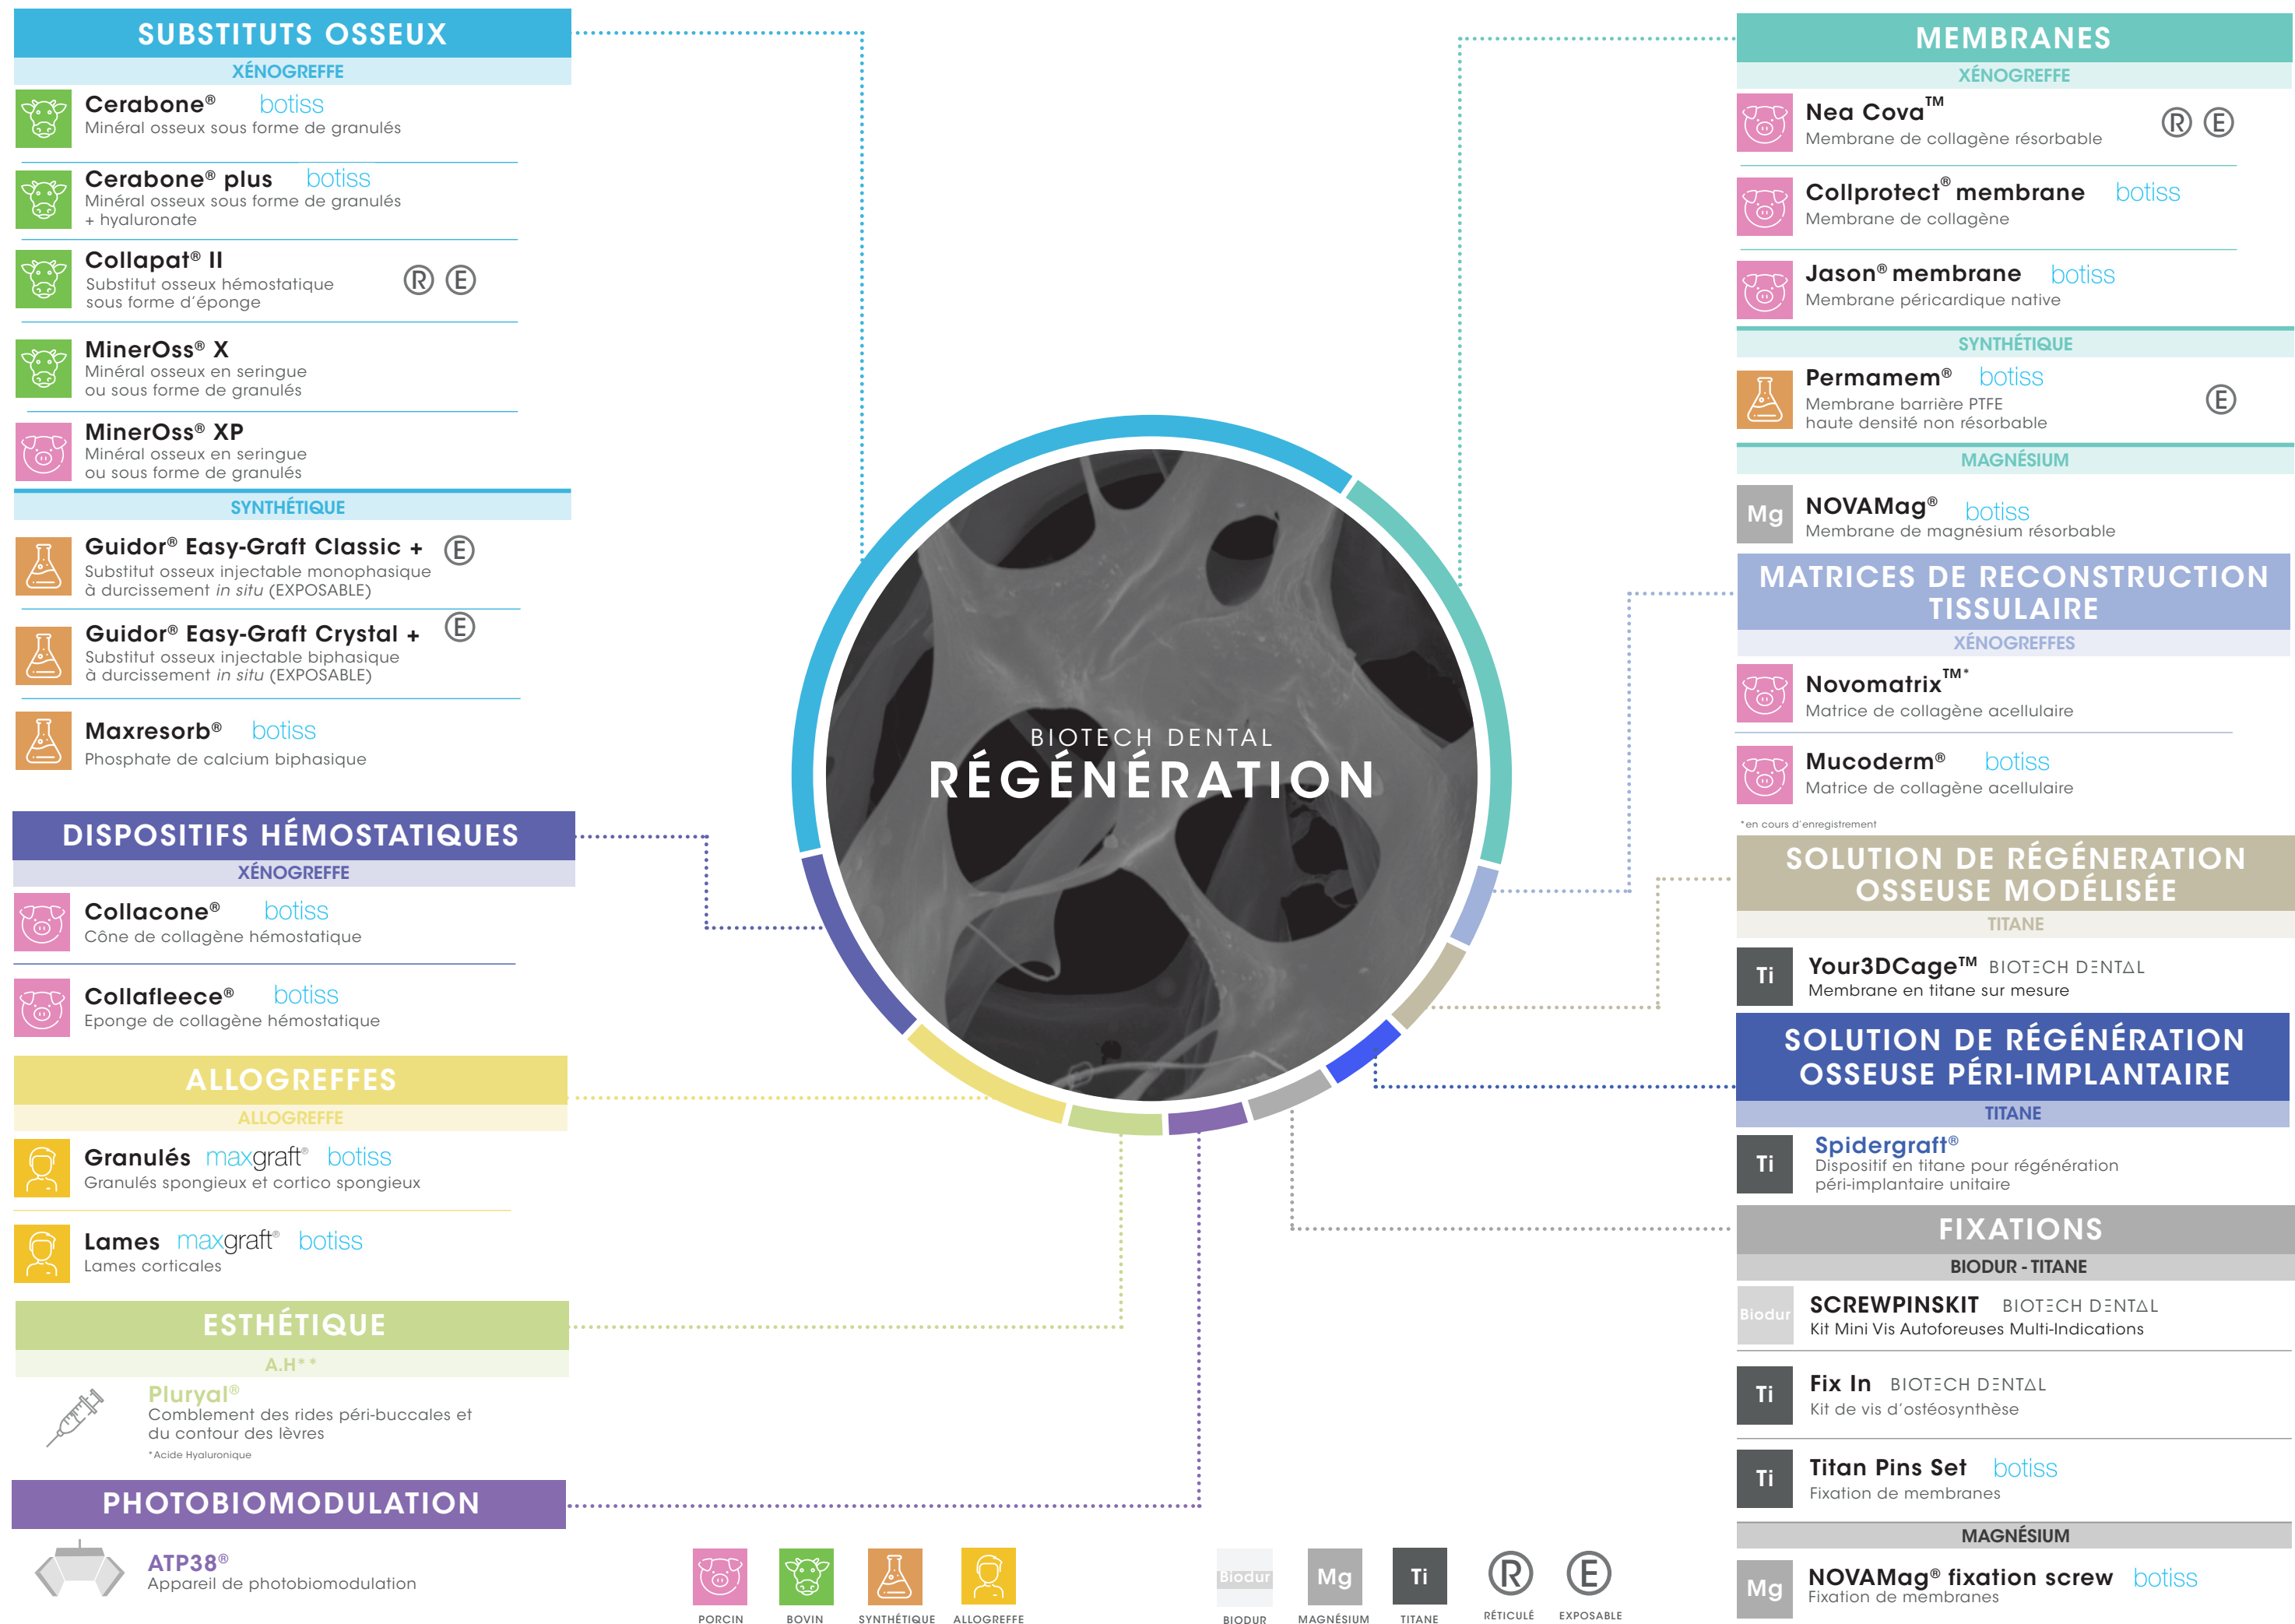 SUBSTITUTS OSSEUX
XÉNOGREFFE
Cerabone® botiss
Minéral osseux sous forme de granulés
Cerabone® plus botiss
Minéral osseux sous forme de granulés
+ hyaluronate
Collapat® II
Substitut osseux hémostatique
sous forme d'éponge
R E
MinerOss® X
Minéral osseux en seringue
ou sous forme de granulés
MinerOss® XP
Minéral osseux en seringue
ou sous forme de granulés
SYNTHÉTIQUE
Guidor® Easy-Graft Classic + E
Substitut osseux injectable monophasique
à durcissement in situ (EXPOSABLE)
Guidor® Easy-Graft Crystal + E
Substitut osseux injectable biphasique
à durcissement in situ (EXPOSABLE)
Maxresorb® botiss
Phosphate de calcium biphasique
DISPOSITIFS HÉMOSTATIQUES
XÉNOGREFFE
Collacone® botiss
Cône de collagène hémostatique
Collafleece® botiss
Eponge de collagène hémostatique
ALLOGREFFES
ALLOGREFFE
Granulés maxgraft® botiss
Granulés spongieux et cortico spongieux
Lames maxgraft® botiss
Lames corticales
ESTHÉTIQUE
A.H**
Pluryal®
Comblement des rides péri-buccales et
du contour des lèvres
*Acide Hyaluronique
PHOTOBIOMODULATION
ATP38®
Appareil de photobiomodulation
BIOTECH DENTAL
RÉGÉNÉRATION
MEMBRANES
XÉNOGREFFE
Nea Cova™
Membrane de collagène résorbable
R E
Collprotect® membrane botiss
Membrane de collagène
Jason® membrane botiss
Membrane péricardique native
SYNTHÉTIQUE
Permamem® botiss
Membrane barrière PTFE
haute densité non résorbable
E
MAGNÉSIUM
Mg
NOVAMag® botiss
Membrane de magnésium résorbable
MATRICES DE RECONSTRUCTION
TISSULAIRE
XÉNOGREFFES
Novomatrix™*
Matrice de collagène acellulaire
Mucoderm® botiss
Matrice de collagène acellulaire
*en cours d'enregistrement
SOLUTION DE RÉGÉNERATION
OSSEUSE MODÉLISÉE
TITANE
Ti
Your3DCage™ BIOTECH DENTAL
Membrane en titane sur mesure
SOLUTION DE RÉGÉNÉRATION
OSSEUSE PÉRI-IMPLANTAIRE
TITANE
Ti
Spidergraft®
Dispositif en titane pour régénération
péri-implantaire unitaire
FIXATIONS
BIODUR - TITANE
Biodur
SCREWPINSKIT BIOTECH DENTAL
Kit Mini Vis Autoforeuses Multi-Indications
Ti
Fix In BIOTECH DENTAL
Kit de vis d'ostéosynthèse
Ti
Titan Pins Set botiss
Fixation de membranes
MAGNÉSIUM
Mg
NOVAMag® fixation screw botiss
Fixation de membranes
Biodur Mg Ti R E
PORCIN BOVIN SYNTHÉTIQUE ALLOGREFFE BIODUR MAGNÉSIUM TITANE RÉTICULÉ EXPOSABLE